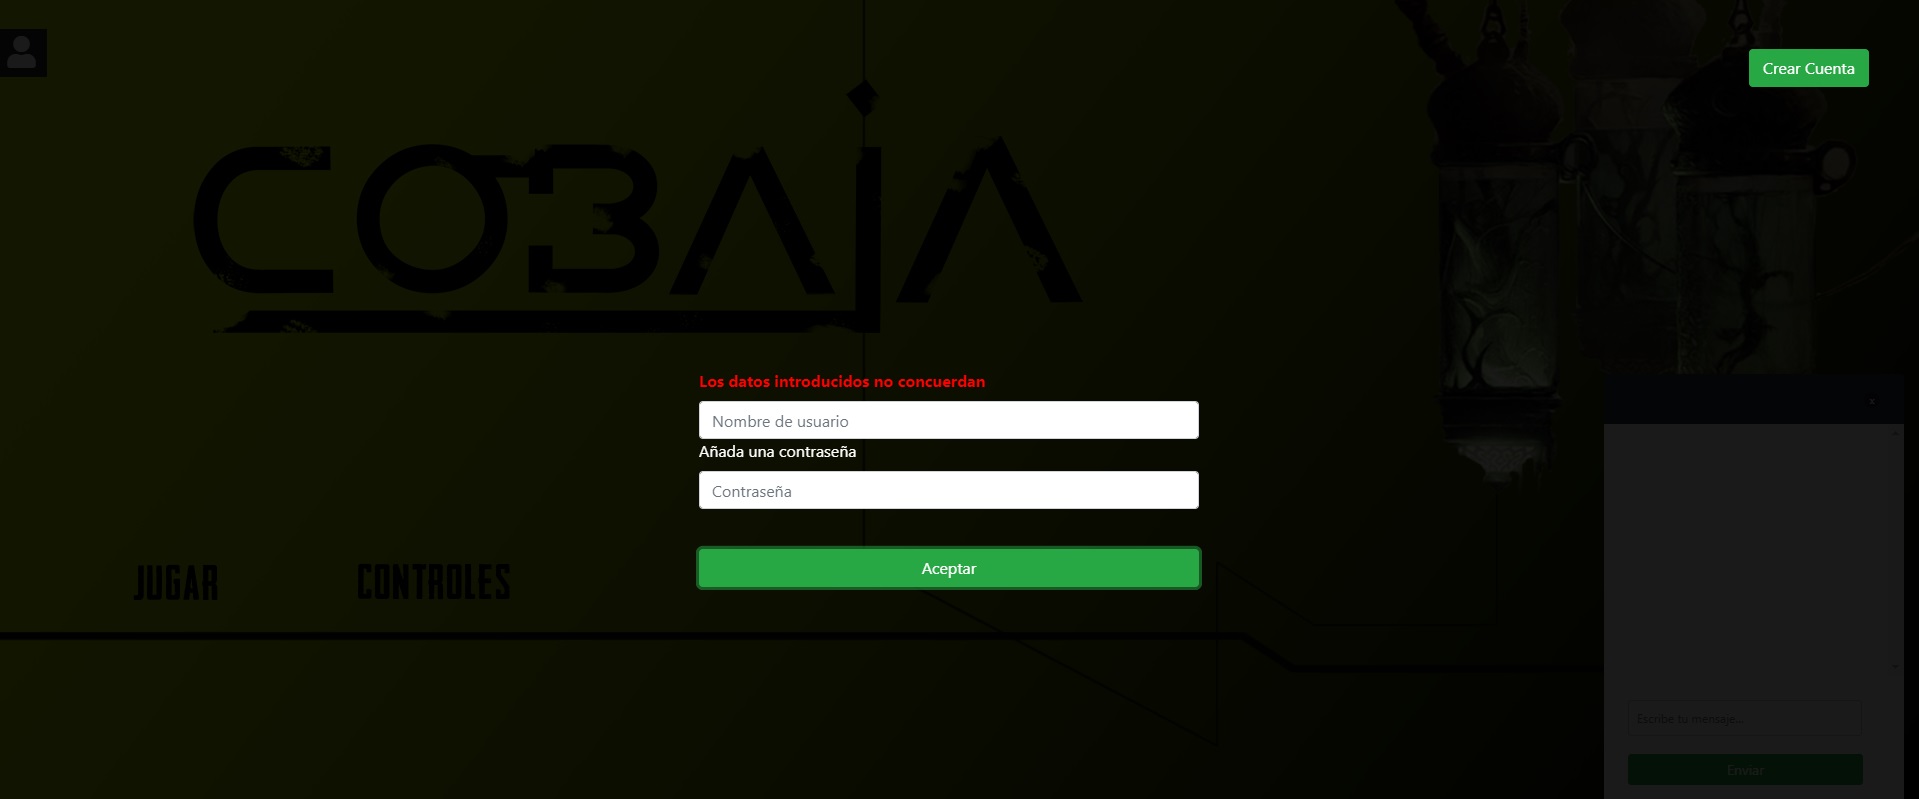 Crear Cuenta
COBAJA
Los datos introducidos no concuerdan
Nombre de usuario
x
Añada una contraseña
Contraseña
Aceptar
JUGAR
CONTROLES
Escribe tu mensaje...
Enviar